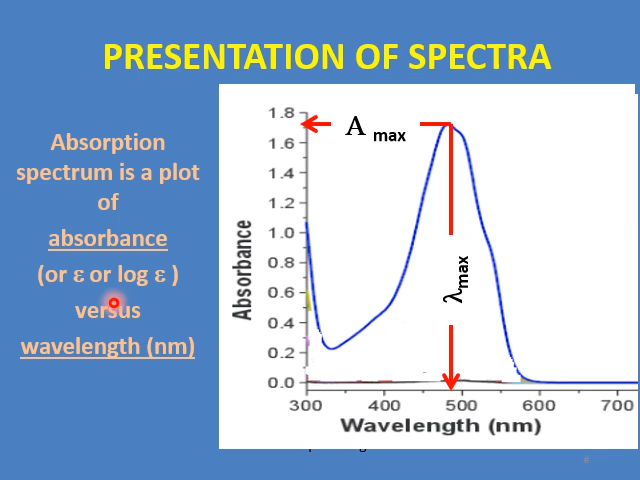 PRESENTATION OF SPECTRA
Absorption
spectrum is a plot
of
absorbance
(or ε or log ε )
versus
wavelength (nm)
Absorbance
1.8
1.6
1.4
1.2
1.0
0.8
0.6
0.4
0.2
0.0
A max
λmax
300 400 500 600 700
Wavelength (nm)